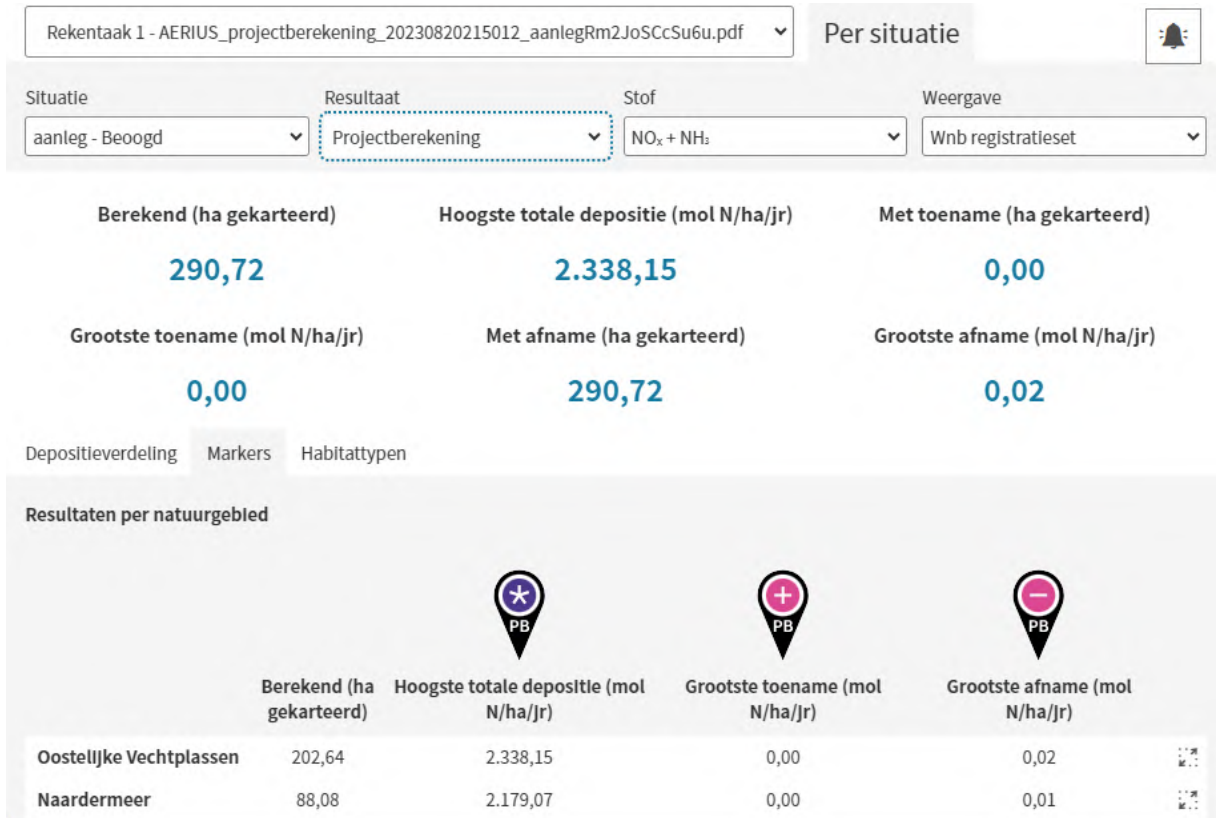 Rekentaak 1 - AERIUS_projectberekening_20230820215012_aanlegRm2JoSCcSu6u.pdf Per situatie
Situatie Resultaat Stof Weergave
aanleg - Beoogd Projectberekening NOₓ + NH₃ Wnb registratieset
Berekend (ha gekarteerd) Hoogste totale depositie (mol N/ha/jr) Met toename (ha gekarteerd)
290,72 2.338,15 0,00
Grootste toename (mol N/ha/jr) Met afname (ha gekarteerd) Grootste afname (mol N/ha/jr)
0,00 290,72 0,02
Depositieverdeling Markers Habitattypen
Resultaten per natuurgebied
* + −
PB PB PB
Berekend (ha Hoogste totale depositie (mol Grootste toename (mol Grootste afname (mol
gekarteerd) N/ha/jr) N/ha/jr) N/ha/jr)
Oostelijke Vechtplassen 202,64 2.338,15 0,00 0,02
Naardermeer 88,08 2.179,07 0,00 0,01